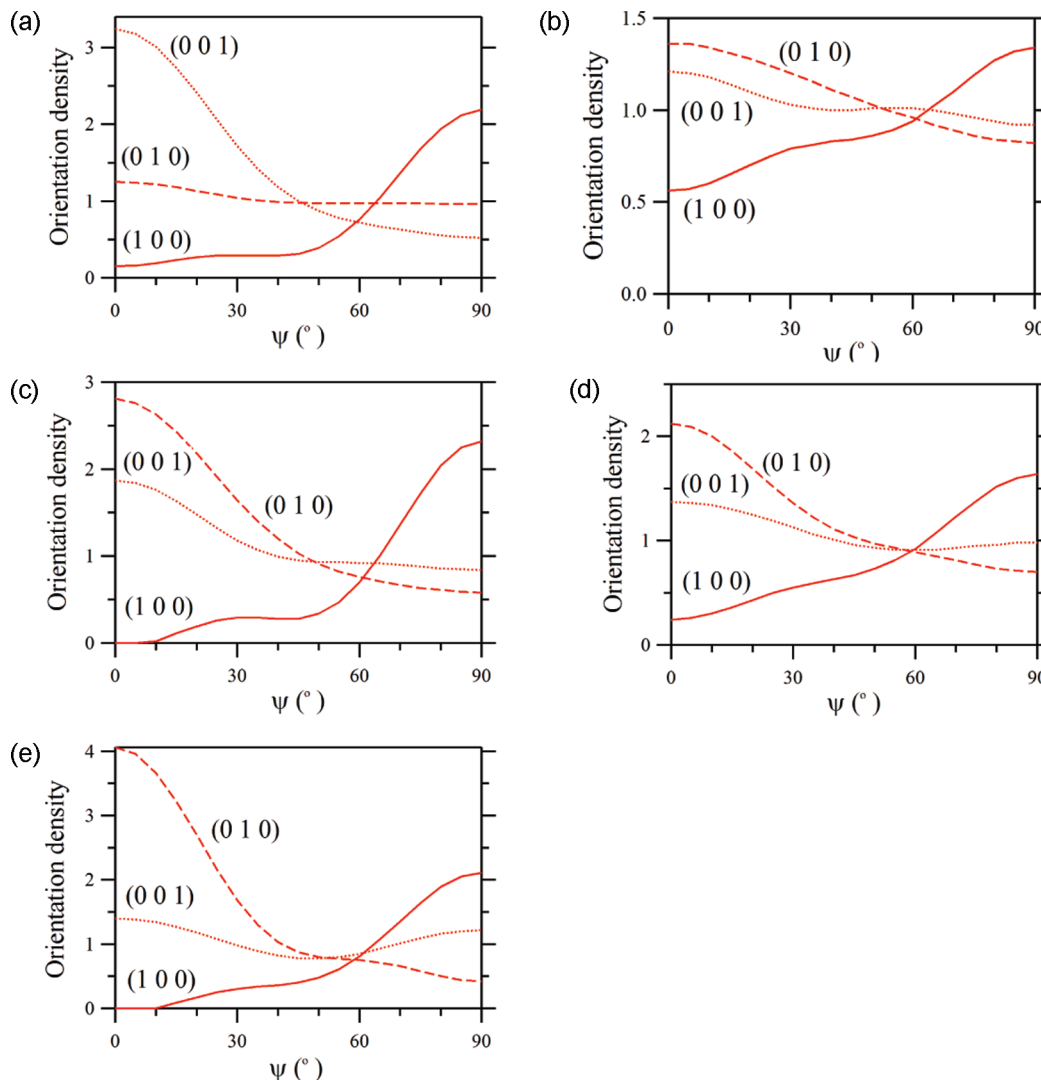 (a)
Orientation density
3
2
1
0
(0 0 1)
(0 1 0)
(1 0 0)
0 30 60 90
ψ (°)
(b)
Orientation density
1.5
1.0
0.5
0.0
(0 1 0)
(0 0 1)
(1 0 0)
0 30 60 90
ψ (°)
(c)
Orientation density
3
2
1
0
(0 0 1)
(0 1 0)
(1 0 0)
0 30 60 90
ψ (°)
(d)
Orientation density
2
1
0
(0 1 0)
(0 0 1)
(1 0 0)
0 30 60 90
ψ (°)
(e)
Orientation density
4
3
2
1
0
(0 1 0)
(0 0 1)
(1 0 0)
0 30 60 90
ψ (°)